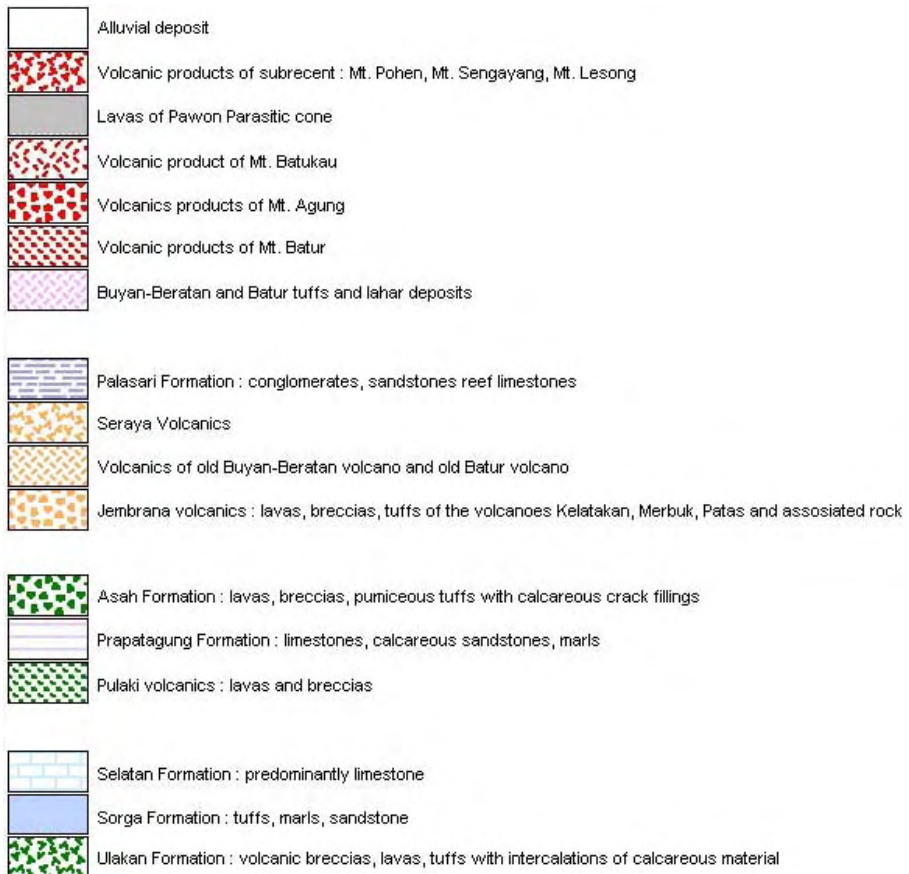 Alluvial deposit
Volcanic products of subrecent : Mt. Pohen, Mt. Sengayang, Mt. Lesong
Lavas of Pawon Parasitic cone
Volcanic product of Mt. Batukau
Volcanics products of Mt. Agung
Volcanic products of Mt. Batur
Buyan-Beratan and Batur tuffs and lahar deposits
Palasari Formation : conglomerates, sandstones reef limestones
Seraya Volcanics
Volcanics of old Buyan-Beratan volcano and old Batur volcano
Jembrana volcanics : lavas, breccias, tuffs of the volcanoes Kelatakan, Merbuk, Patas and assosiated rock
Asah Formation : lavas, breccias, pumiceous tuffs with calcareous crack fillings
Prapatagung Formation : limestones, calcareous sandstones, marls
Pulaki volcanics : lavas and breccias
Selatan Formation : predominantly limestone
Sorga Formation : tuffs, marls, sandstone
Ulakan Formation : volcanic breccias, lavas, tuffs with intercalations of calcareous material